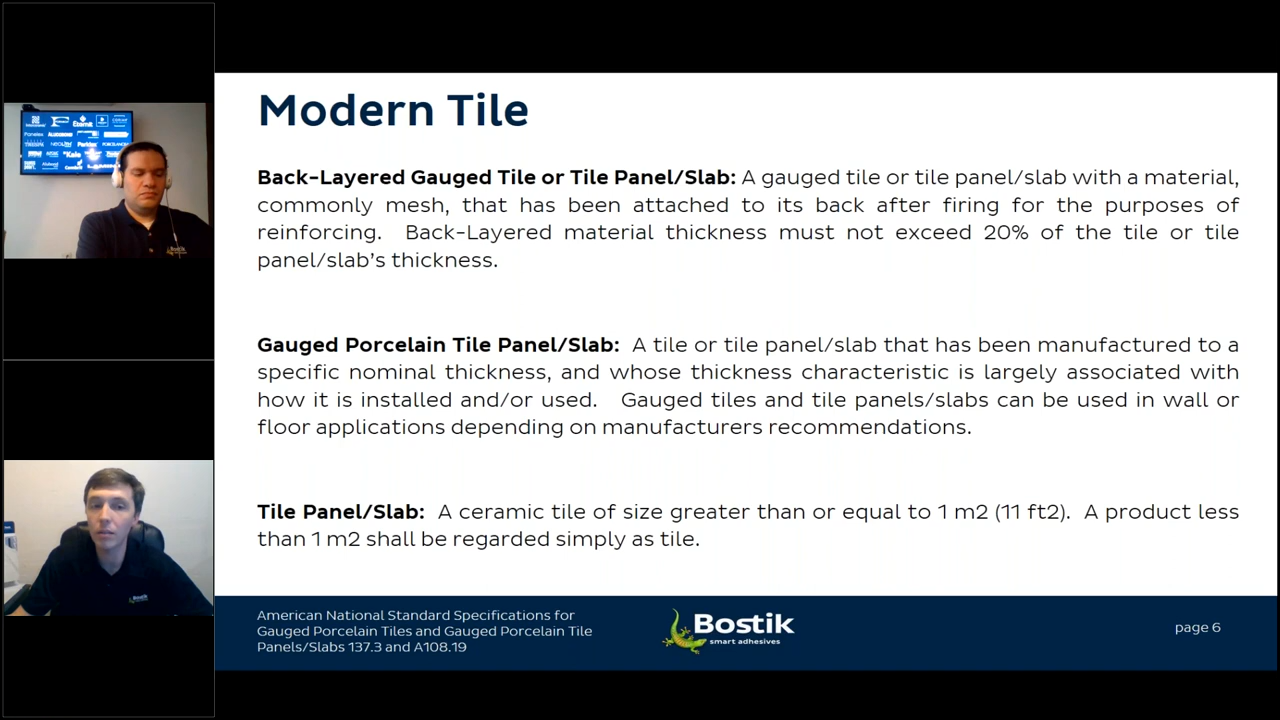 Modern Tile
Back-Layered Gauged Tile or Tile Panel/Slab: A gauged tile or tile panel/slab with a material,
commonly mesh, that has been attached to its back after firing for the purposes of
reinforcing. Back-Layered material thickness must not exceed 20% of the tile or tile
panel/slab's thickness.
Gauged Porcelain Tile Panel/Slab: A tile or tile panel/slab that has been manufactured to a
specific nominal thickness, and whose thickness characteristic is largely associated with
how it is installed and/or used. Gauged tiles and tile panels/slabs can be used in wall or
floor applications depending on manufacturers recommendations.
Tile Panel/Slab: A ceramic tile of size greater than or equal to 1 m2 (11 ft2). A product less
than 1 m2 shall be regarded simply as tile.
American National Standard Specifications for
Gauged Porcelain Tiles and Gauged Porcelain Tile
Panels/Slabs 137.3 and A108.19
Bostik
smart adhesives
page 6
Eternit
Panelex
NEOLITH Parklex
Kale
Bostik